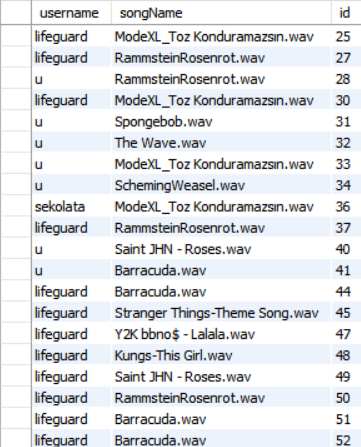 username songName id
lifeguard ModeXL_Toz Konduramazsın.wav 25
lifeguard RammsteinRosenrot.wav 27
u RammsteinRosenrot.wav 28
lifeguard ModeXL_Toz Konduramazsın.wav 30
u Spongebob.wav 31
u The Wave.wav 32
u ModeXL_Toz Konduramazsın.wav 33
u SchemingWeasel.wav 34
sekolata ModeXL_Toz Konduramazsın.wav 36
lifeguard RammsteinRosenrot.wav 37
u Saint JHN - Roses.wav 40
u Barracuda.wav 41
lifeguard Barracuda.wav 44
lifeguard Stranger Things-Theme Song.wav 45
lifeguard Y2K bbno$ - Lalala.wav 47
lifeguard Kungs-This Girl.wav 48
lifeguard Saint JHN - Roses.wav 49
lifeguard RammsteinRosenrot.wav 50
lifeguard Barracuda.wav 51
lifeguard Barracuda.wav 52